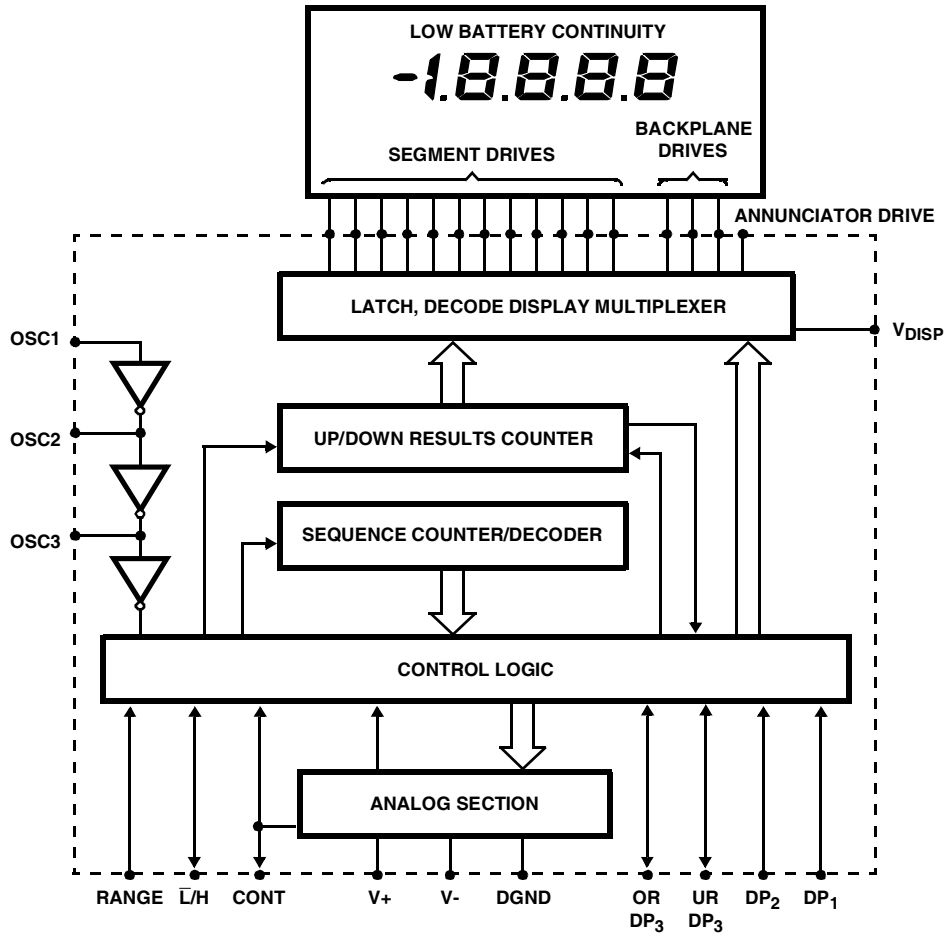 LOW BATTERY CONTINUITY
-1.8.8.8.8
SEGMENT DRIVES
BACKPLANE
DRIVES
ANNUNCIATOR DRIVE
LATCH, DECODE DISPLAY MULTIPLEXER
VDISP
OSC1
OSC2
OSC3
UP/DOWN RESULTS COUNTER
SEQUENCE COUNTER/DECODER
CONTROL LOGIC
ANALOG SECTION
RANGE
L̅/H
CONT
V+
V-
DGND
OR
DP3
UR
DP3
DP2
DP1